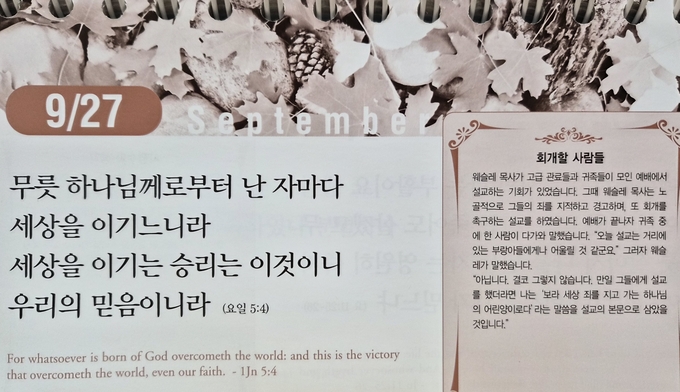 9/27
September
무릇 하나님께로부터 난 자마다
세상을 이기느니라
세상을 이기는 승리는 이것이니
우리의 믿음이니라 (요일 5:4)
For whatsoever is born of God overcometh the world: and this is the victory
that overcometh the world, even our faith. - 1Jn 5:4
회개할 사람들
웨슬레 목사가 고급 관료들과 귀족들이 모인 예배에서
설교하는 기회가 있었습니다. 그때 웨슬레 목사는 노
골적으로 그들의 죄를 지적하고 경고하며, 또 회개를
촉구하는 설교를 하였습니다. 예배가 끝나자 귀족 중
에 한 사람이 다가와 말했습니다. "오늘 설교는 거리에
있는 부랑아들에게나 어울릴 것 같군요." 그러자 웨슬
레가 말했습니다.
"아닙니다. 결코 그렇지 않습니다. 만일 그들에게 설교
를 했더라면 나는 '보라 세상 죄를 지고 가는 하나님
의 어린양이로다'라는 말씀을 설교의 본문으로 삼았을
것입니다."